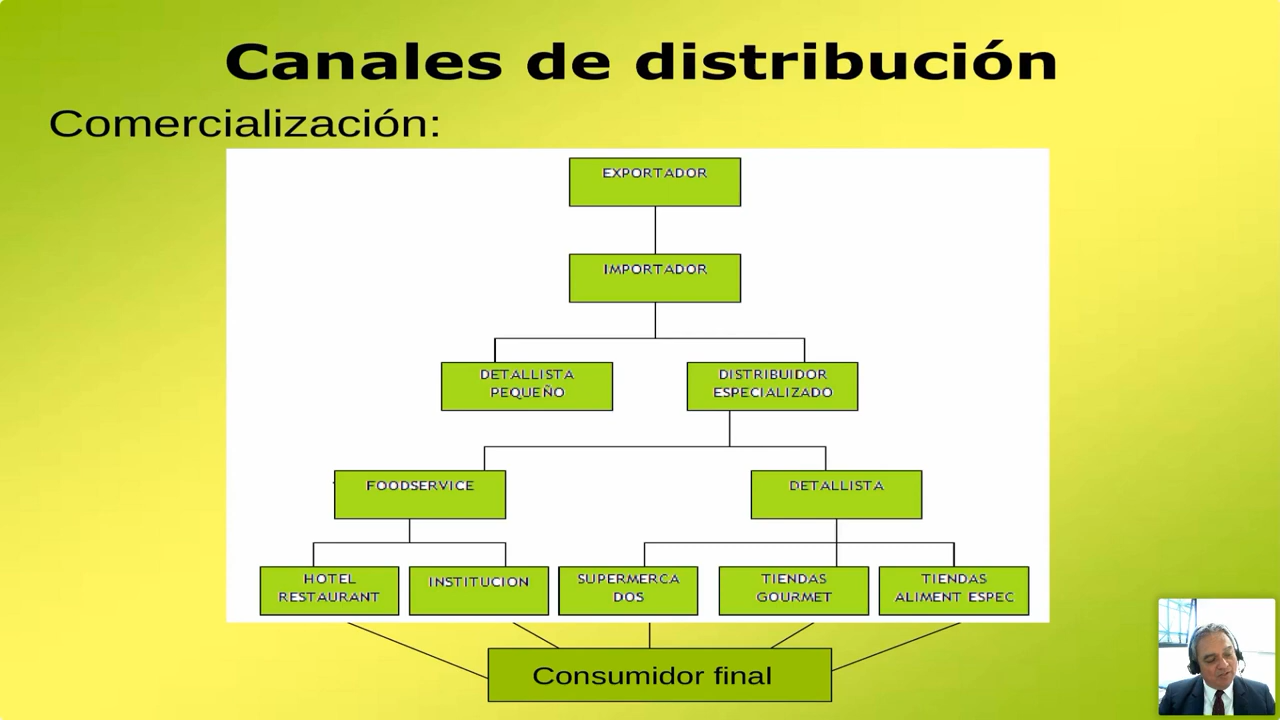 Canales de distribución
Comercialización:
EXPORTADOR
IMPORTADOR
DETALLISTA
PEQUEÑO
DISTRIBUIDOR
ESPECIALIZADO
FOODSERVICE
DETALLISTA
HOTEL
RESTAURANT
INSTITUCION
SUPERMERCA
DOS
TIENDAS
GOURMET
TIENDAS
ALIMENT ESPEC
Consumidor final